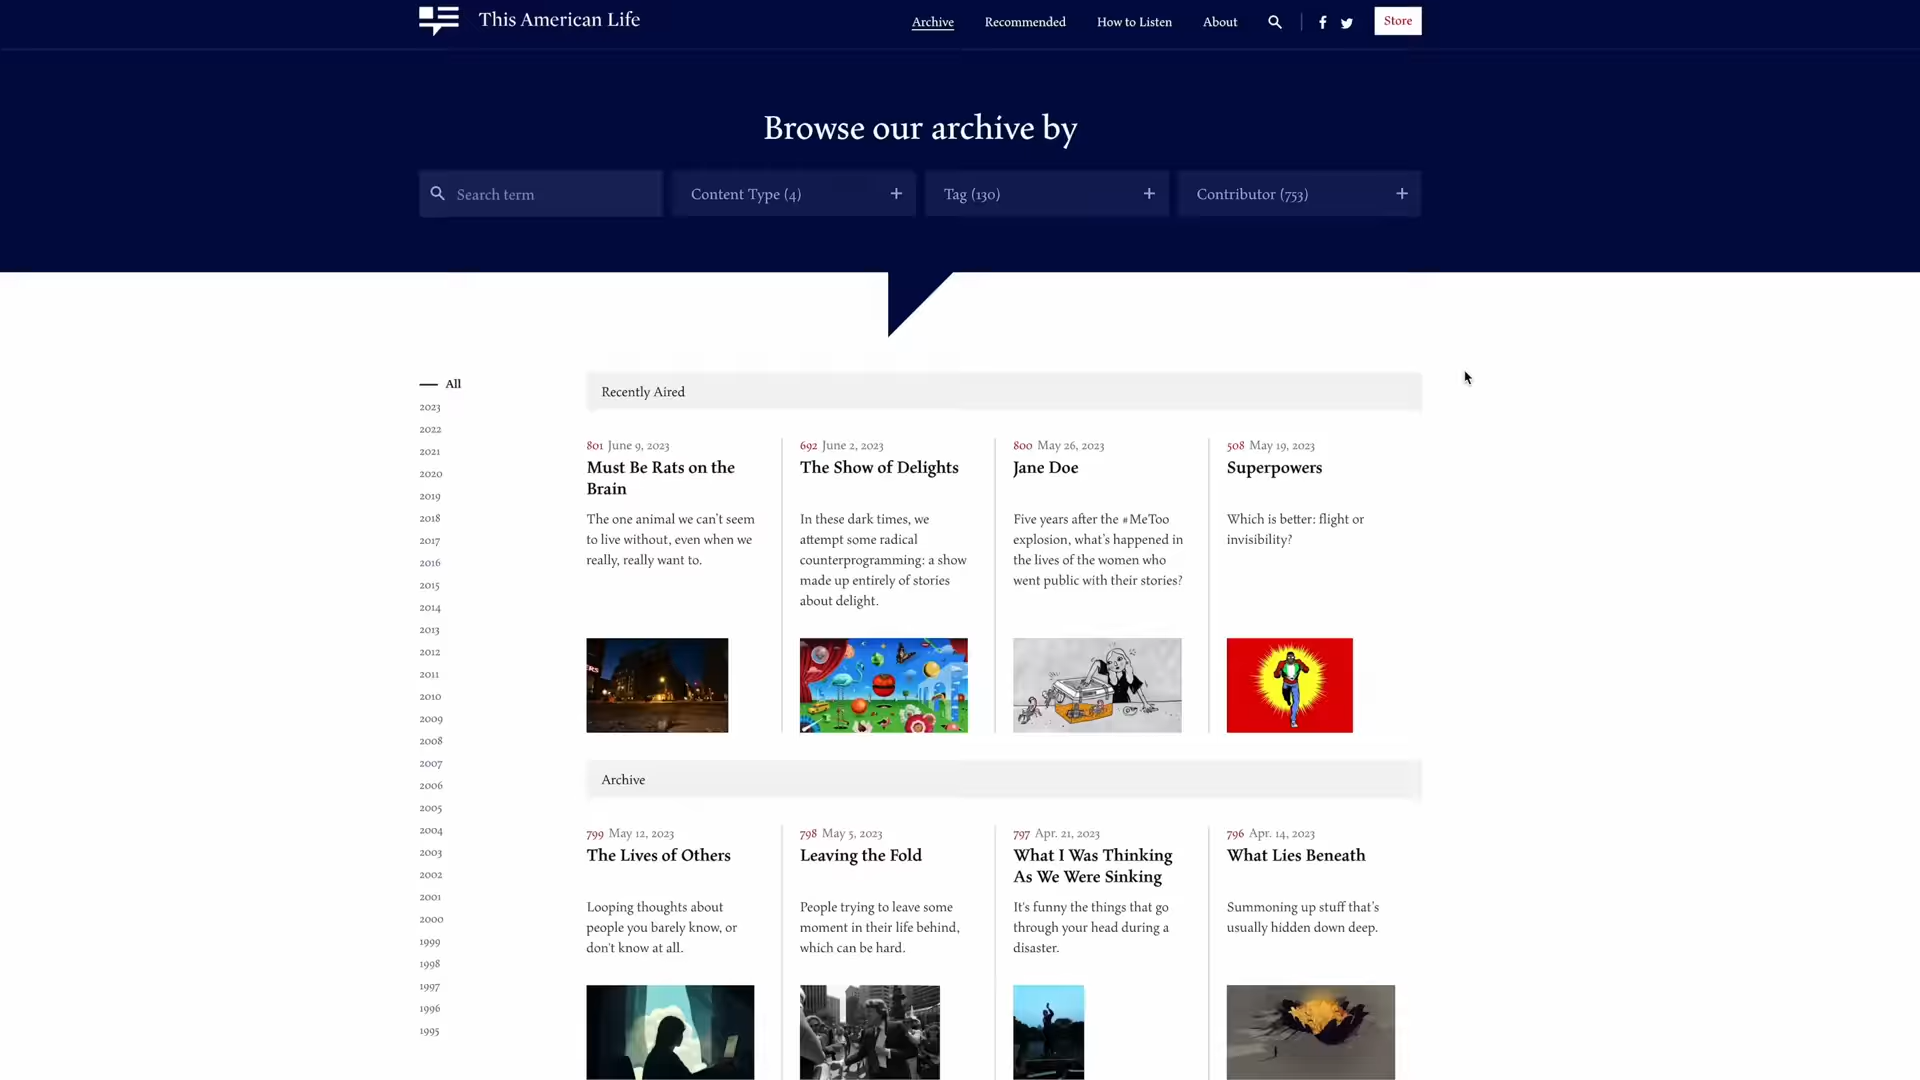 This American Life
Archive
Recommended
How to Listen
About
Store
Browse our archive by
Search term
Content Type (4)
Tag (130)
Contributor (753)
All
2023
2022
2021
2020
2019
2018
2017
2016
2015
2014
2013
2012
2011
2010
2009
2008
2007
2006
2005
2004
2003
2002
2001
2000
1999
1998
1997
1996
1995
Recently Aired
801 June 9, 2023
Must Be Rats on the
Brain
The one animal we can't seem
to live without, even when we
really, really want to.
692 June 2, 2023
The Show of Delights
In these dark times, we
attempt some radical
counterprogramming: a show
made up entirely of stories
about delight.
800 May 26, 2023
Jane Doe
Five years after the #MeToo
explosion, what's happened in
the lives of the women who
went public with their stories?
508 May 19, 2023
Superpowers
Which is better: flight or
invisibility?
ERS
Archive
799 May 12, 2023
The Lives of Others
Looping thoughts about
people you barely know, or
don't know at all.
798 May 5, 2023
Leaving the Fold
People trying to leave some
moment in their life behind,
which can be hard.
797 Apr. 21, 2023
What I Was Thinking
As We Were Sinking
It's funny the things that go
through your head during a
disaster.
796 Apr. 14, 2023
What Lies Beneath
Summoning up stuff that's
usually hidden down deep.